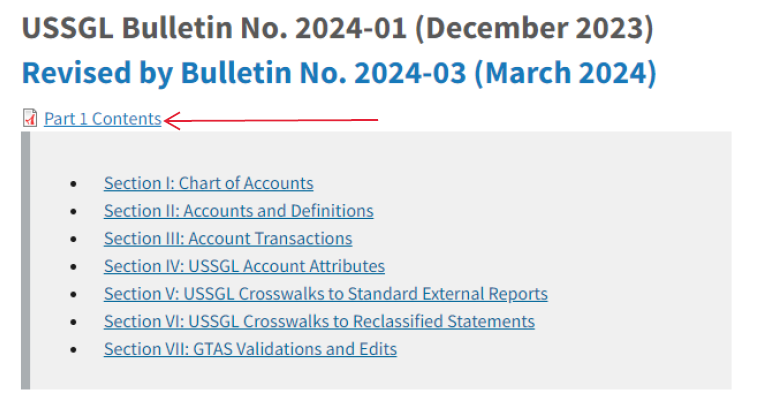 USSGL Bulletin No. 2024-01 (December 2023)
Revised by Bulletin No. 2024-03 (March 2024)
Part 1 Contents
Section I: Chart of Accounts
Section II: Accounts and Definitions
Section III: Account Transactions
Section IV: USSGL Account Attributes
Section V: USSGL Crosswalks to Standard External Reports
Section VI: USSGL Crosswalks to Reclassified Statements
Section VII: GTAS Validations and Edits